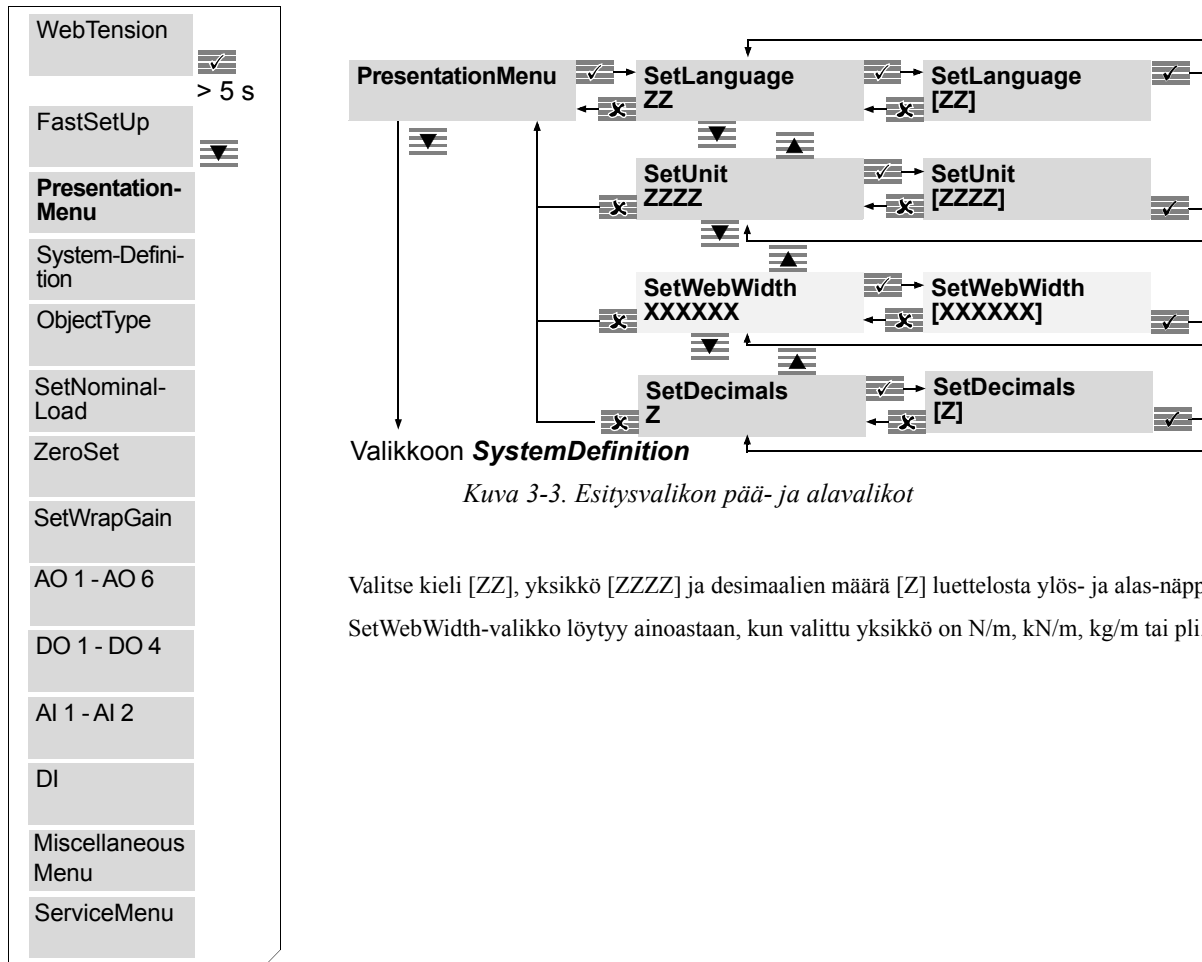 WebTension
> 5 s
FastSetUp
Presentation-
Menu
System-Defini-
tion
ObjectType
SetNominal-
Load
ZeroSet
SetWrapGain
AO 1 - AO 6
DO 1 - DO 4
AI 1 - AI 2
DI
Miscellaneous
Menu
ServiceMenu
PresentationMenu
SetLanguage
ZZ
SetLanguage
[ZZ]
SetUnit
ZZZZ
SetUnit
[ZZZZ]
SetWebWidth
XXXXXX
SetWebWidth
[XXXXXX]
SetDecimals
Z
SetDecimals
[Z]
Valikkoon SystemDefinition
Kuva 3-3. Esitysvalikon pää- ja alavalikot
Valitse kieli [ZZ], yksikkö [ZZZZ] ja desimaalien määrä [Z] luettelosta ylös- ja alas-näpp
SetWebWidth-valikko löytyy ainoastaan, kun valittu yksikkö on N/m, kN/m, kg/m tai pli.